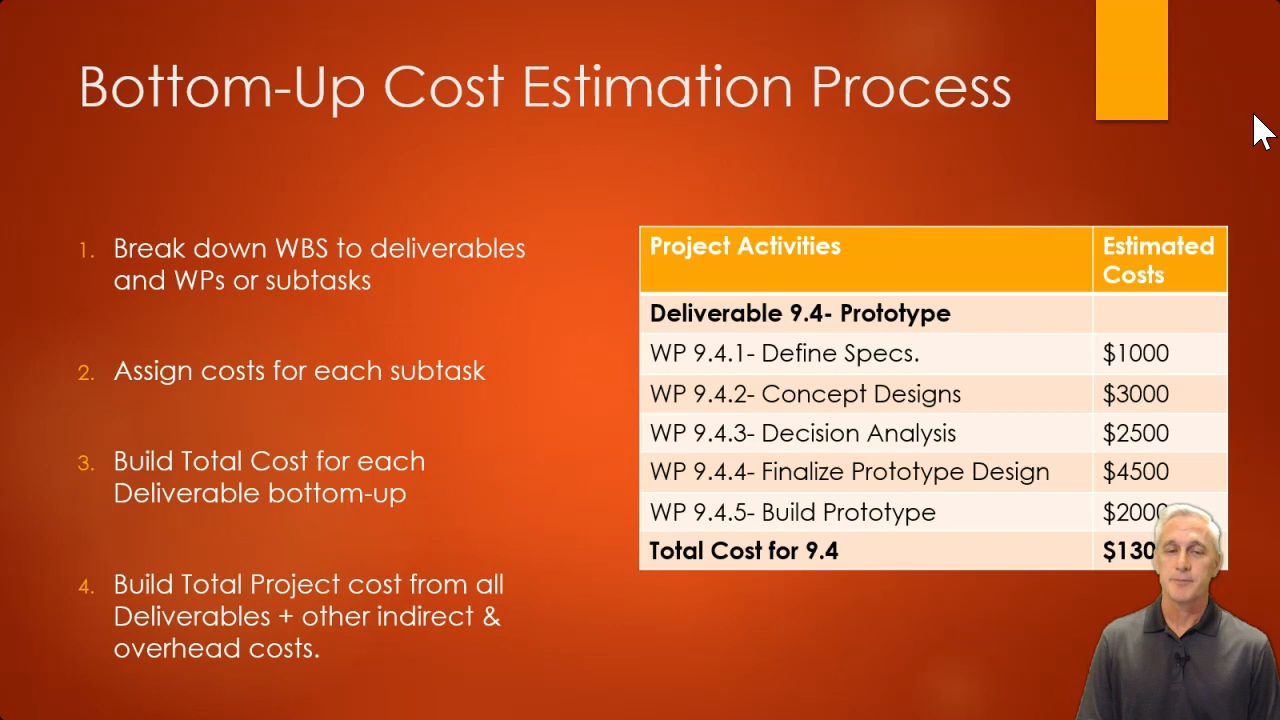 Bottom-Up Cost Estimation Process
1. Break down WBS to deliverables
and WPs or subtasks
2. Assign costs for each subtask
3. Build Total Cost for each
Deliverable bottom-up
4. Build Total Project cost from all
Deliverables + other indirect &
overhead costs.
Project Activities Estimated
Costs
Deliverable 9.4- Prototype
WP 9.4.1- Define Specs. $1000
WP 9.4.2- Concept Designs $3000
WP 9.4.3- Decision Analysis $2500
WP 9.4.4- Finalize Prototype Design $4500
WP 9.4.5- Build Prototype $2000
Total Cost for 9.4